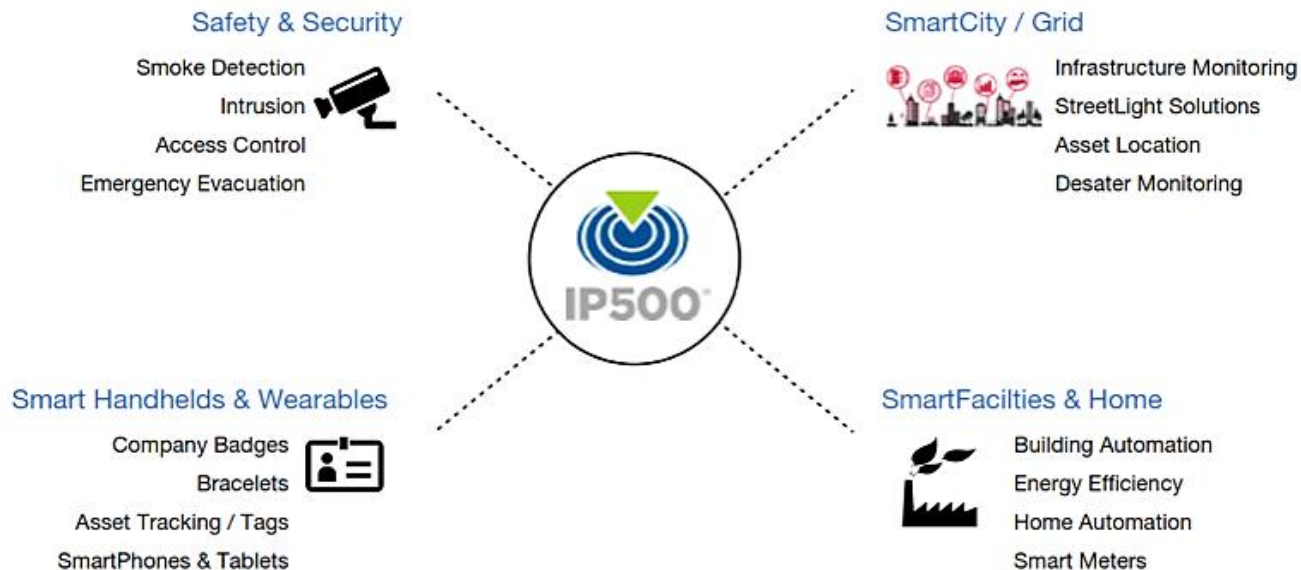 Safety & Security
Smoke Detection
Intrusion
Access Control
Emergency Evacuation
SmartCity / Grid
Infrastructure Monitoring
StreetLight Solutions
Asset Location
Desater Monitoring
IP500™
Smart Handhelds & Wearables
Company Badges
Bracelets
Asset Tracking / Tags
SmartPhones & Tablets
SmartFacilties & Home
Building Automation
Energy Efficiency
Home Automation
Smart Meters